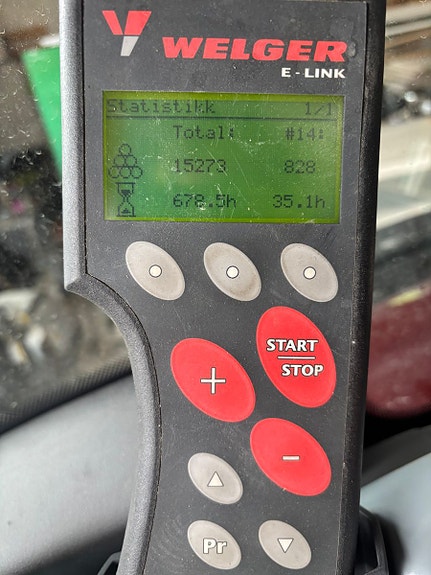 WELGER
E - LINK
Statistikk 1/1
Total: #14:
15273 828
678.5h 35.1h
START
STOP
+
-
Pr